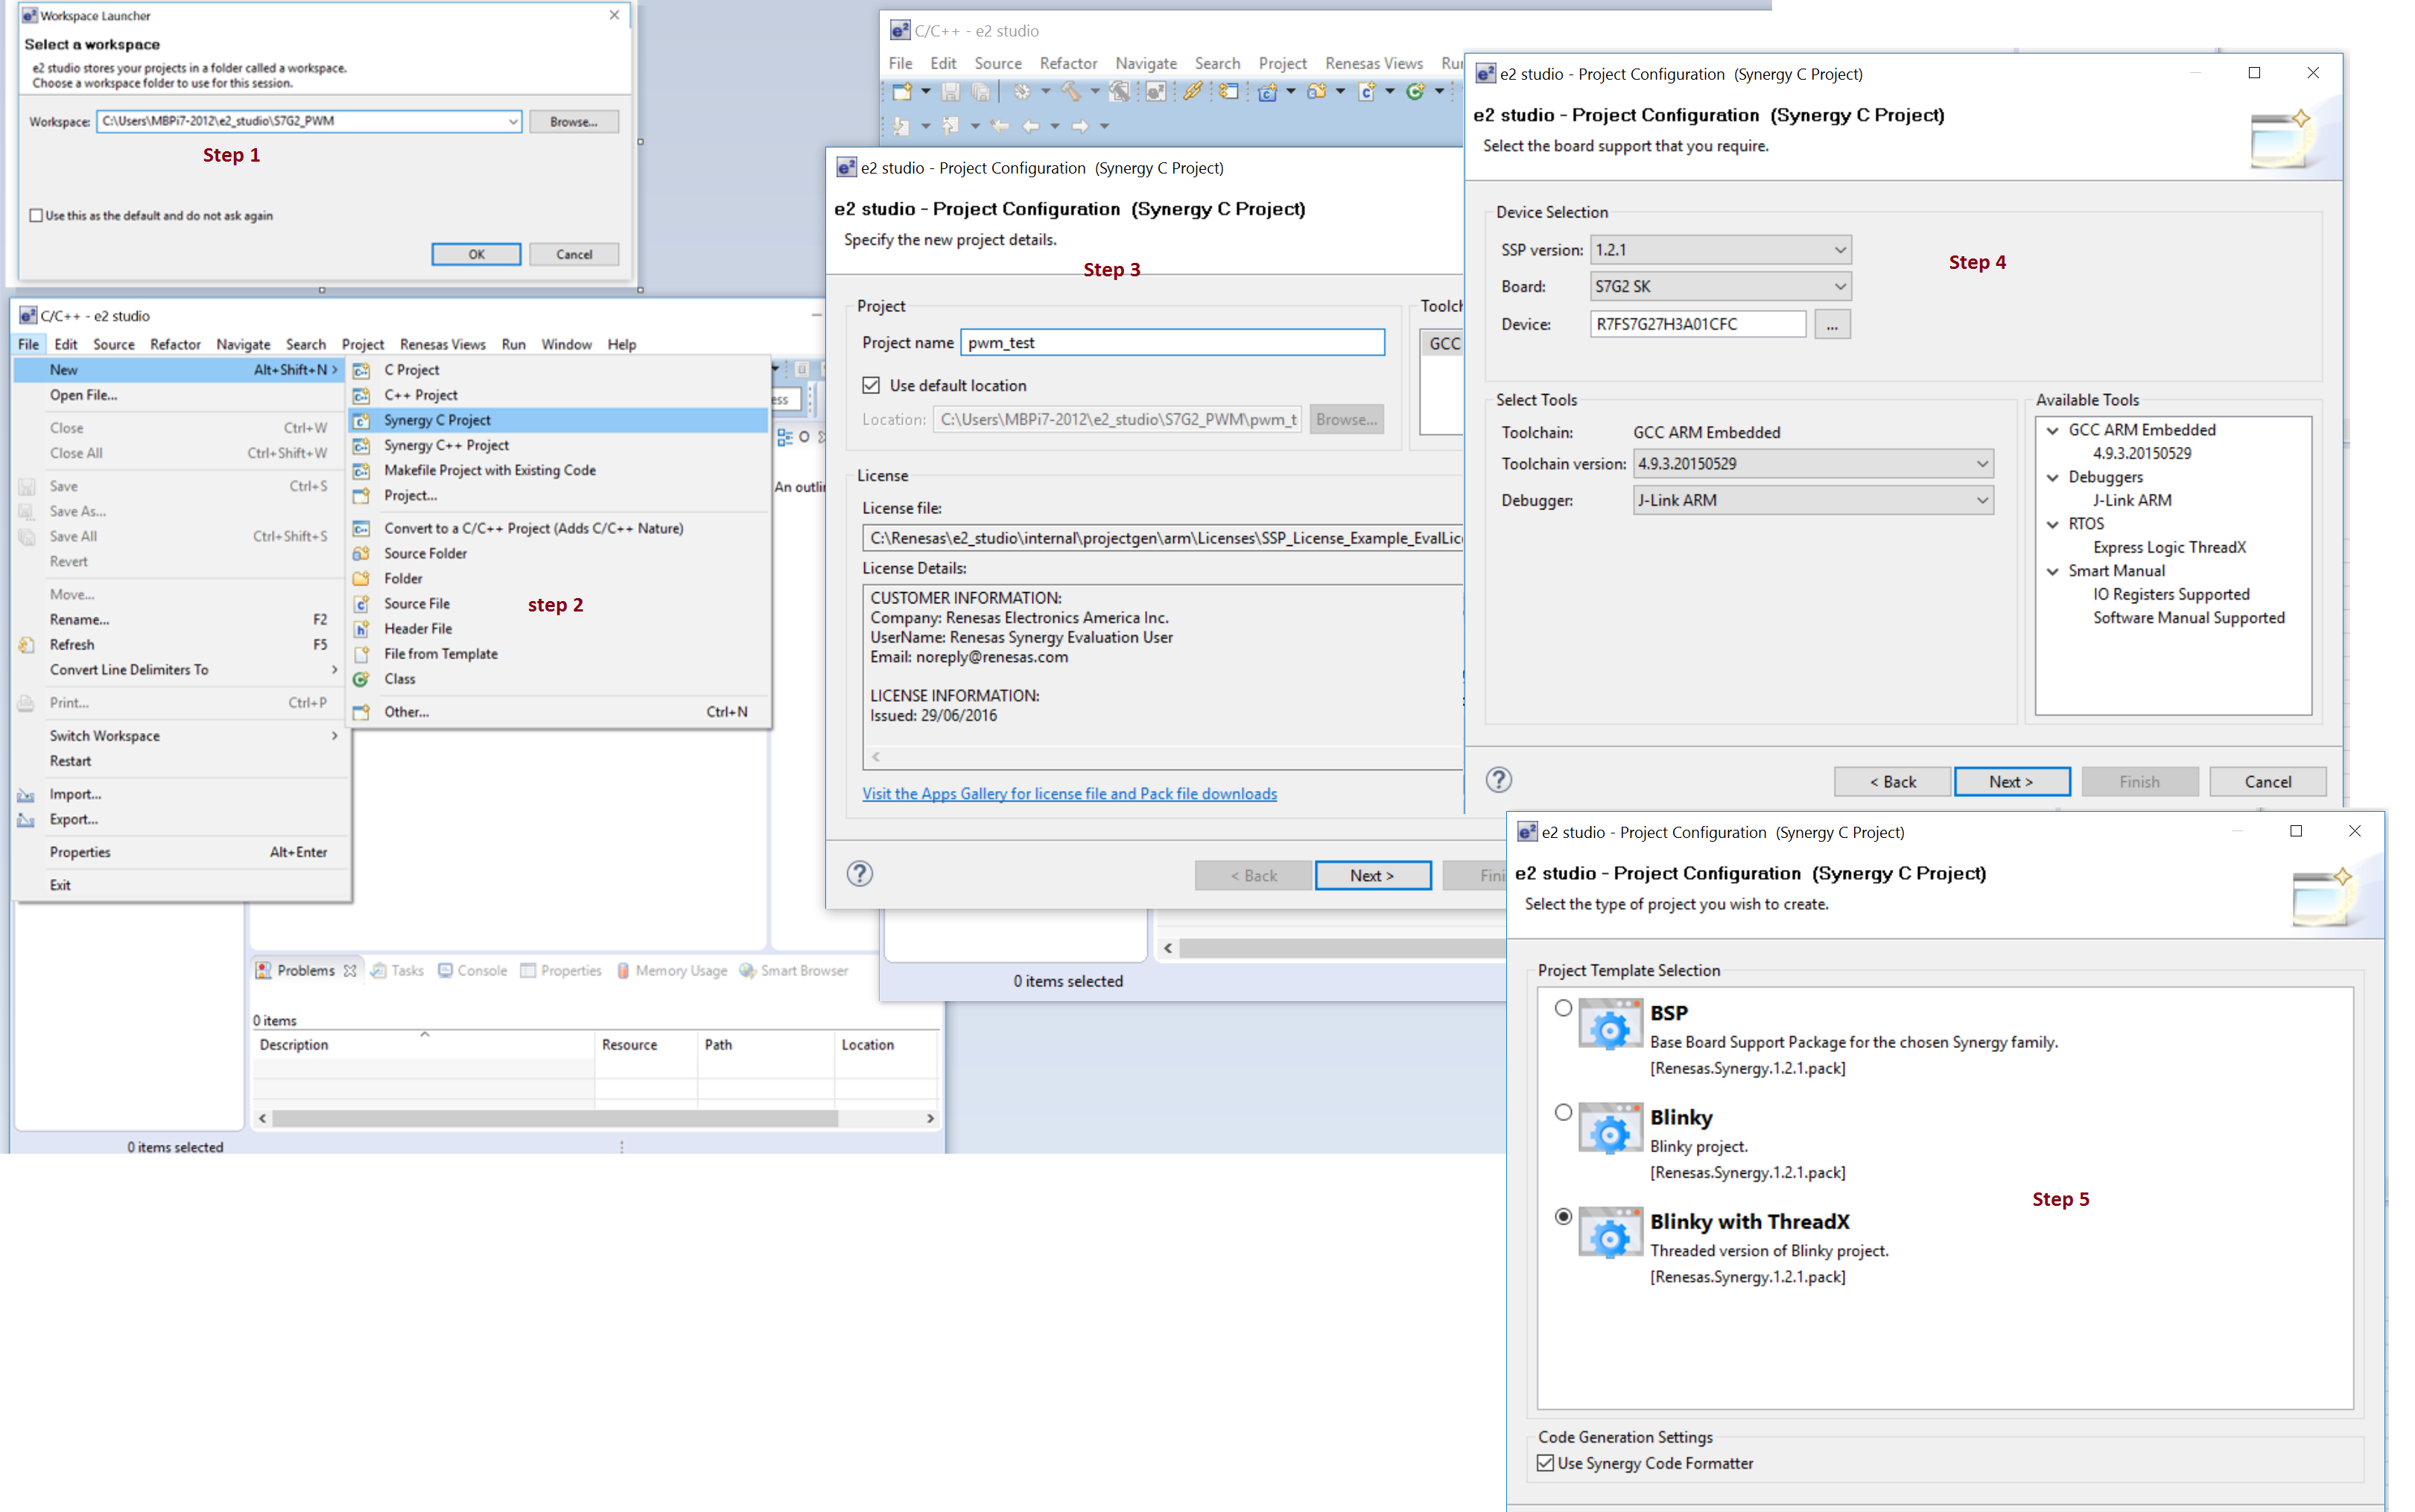 Workspace Launcher
Select a workspace
e2 studio stores your projects in a folder called a workspace.
Choose a workspace folder to use for this session.
Workspace: C:\Users\MBPi7-2012\e2_studio\S7G2_PWM Browse...
Step 1
Use this as the default and do not ask again
OK Cancel
C/C++ - e2 studio
File Edit Source Refactor Navigate Search Project Renesas Views Run Window Help
New Alt+Shift+N >
Open File...
Close Ctrl+W
Close All Ctrl+Shift+W
Save Ctrl+S
Save As...
Save All Ctrl+Shift+S
Revert
Move...
Rename... F2
Refresh F5
Convert Line Delimiters To >
Print... Ctrl+P
Switch Workspace >
Restart
Import...
Export...
Properties Alt+Enter
Exit
C Project
C++ Project
Synergy C Project
Synergy C++ Project
Makefile Project with Existing Code
Project...
Convert to a C/C++ Project (Adds C/C++ Nature)
Source Folder
Folder
Source File
step 2
Header File
File from Template
Class
Other... Ctrl+N
ess
An outlin
Problems Tasks Console Properties Memory Usage Smart Browser
0 items
Description Resource Path Location
0 items selected
C/C++ - e2 studio
File Edit Source Refactor Navigate Search Project Renesas Views Ru
e2 studio - Project Configuration (Synergy C Project)
e2 studio - Project Configuration (Synergy C Project)
Specify the new project details.
Step 3
Project
Project name pwm_test
Use default location
Location: C:\Users\MBPi7-2012\e2_studio\S7G2_PWM\pwm_t Browse...
Toolch
GCC
License
License file:
C:\Renesas\e2_studio\internal\projectgen\arm\Licenses\SSP_License_Example_EvalLic
License Details:
CUSTOMER INFORMATION:
Company: Renesas Electronics America Inc.
UserName: Renesas Synergy Evaluation User
Email: noreply@renesas.com
LICENSE INFORMATION:
Issued: 29/06/2016
Visit the Apps Gallery for license file and Pack file downloads
< Back Next > Fini
0 items selected
e2 studio - Project Configuration (Synergy C Project)
e2 studio - Project Configuration (Synergy C Project)
Select the board support that you require.
Device Selection
SSP version: 1.2.1
Step 4
Board: S7G2 SK
Device: R7FS7G27H3A01CFC ...
Select Tools
Toolchain: GCC ARM Embedded
Toolchain version: 4.9.3.20150529
Debugger: J-Link ARM
Available Tools
GCC ARM Embedded
4.9.3.20150529
Debuggers
J-Link ARM
RTOS
Express Logic ThreadX
Smart Manual
IO Registers Supported
Software Manual Supported
< Back Next > Finish Cancel
e2 studio - Project Configuration (Synergy C Project)
e2 studio - Project Configuration (Synergy C Project)
Select the type of project you wish to create.
Project Template Selection
BSP
Base Board Support Package for the chosen Synergy family.
[Renesas.Synergy.1.2.1.pack]
Blinky
Blinky project.
[Renesas.Synergy.1.2.1.pack]
Step 5
Blinky with ThreadX
Threaded version of Blinky project.
[Renesas.Synergy.1.2.1.pack]
Code Generation Settings
Use Synergy Code Formatter